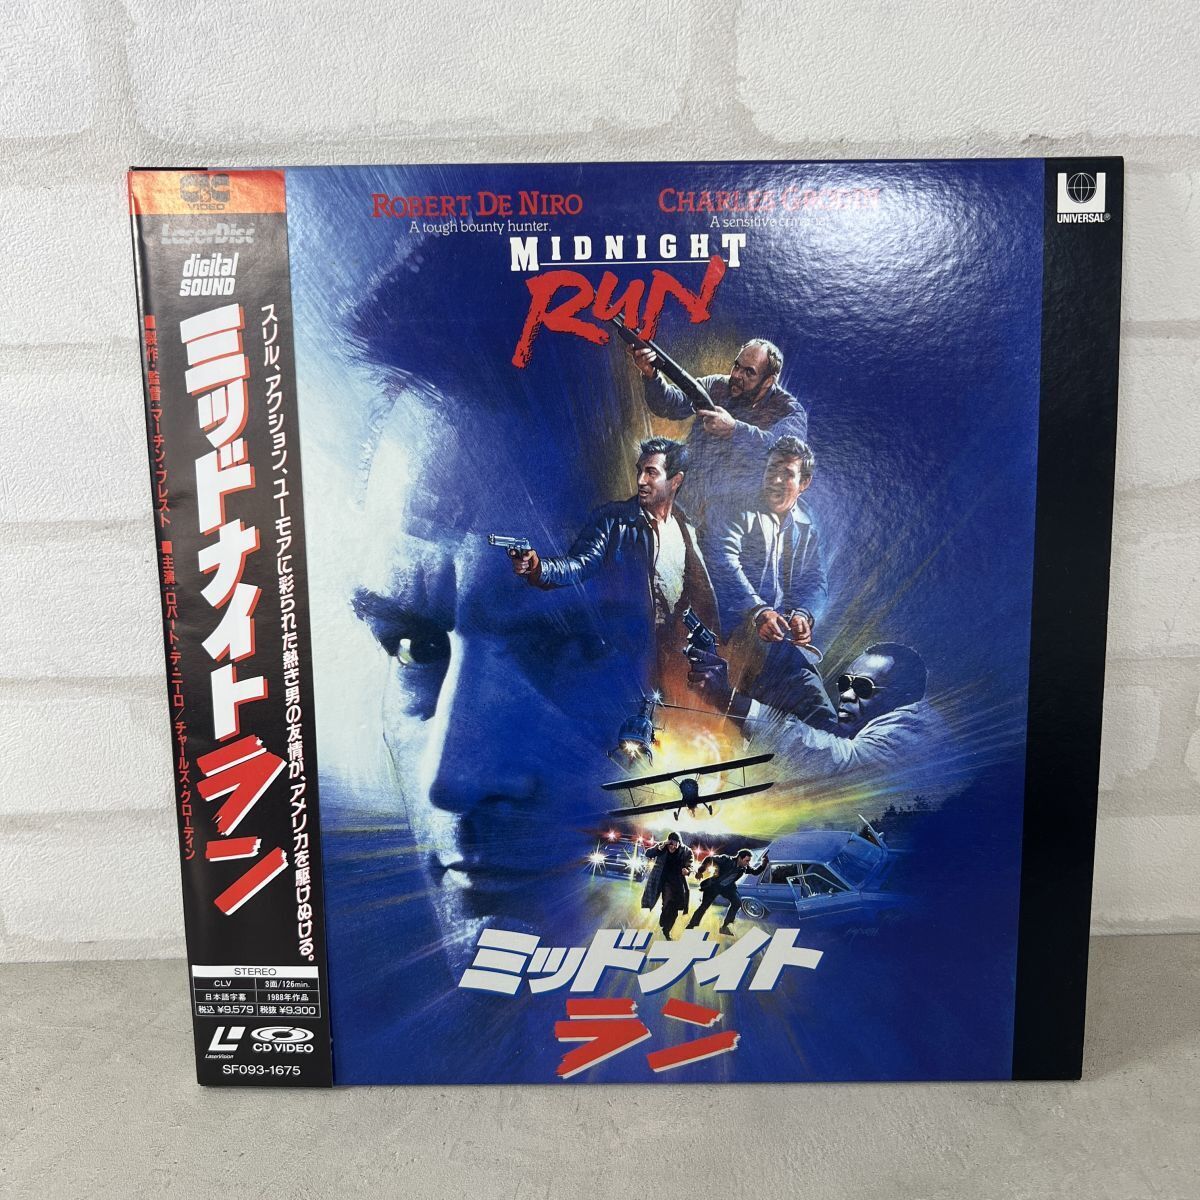 CIC
VIDEO
LaserDisc
digital
SOUND
ミッドナイトラン
スリル、アクション、ユーモアに彩られた熱き男の友情が、アメリカを駆けぬける。
■製作・監督:マーチン・ブレスト ■主演:ロバート・デ・ニーロ/チャールズ・グローディン
STEREO
CLV 3面/126min.
日本語字幕 1988年作品
税込 ¥9,579 税抜 ¥9,300
LaserVision
CD VIDEO
SF093-1675
ROBERT DE NIRO
A tough bounty hunter.
CHARLES GRODIN
A sensitive criminal.
MIDNIGHT
RUN
ミッドナイト
ラン
UNIVERSAL®